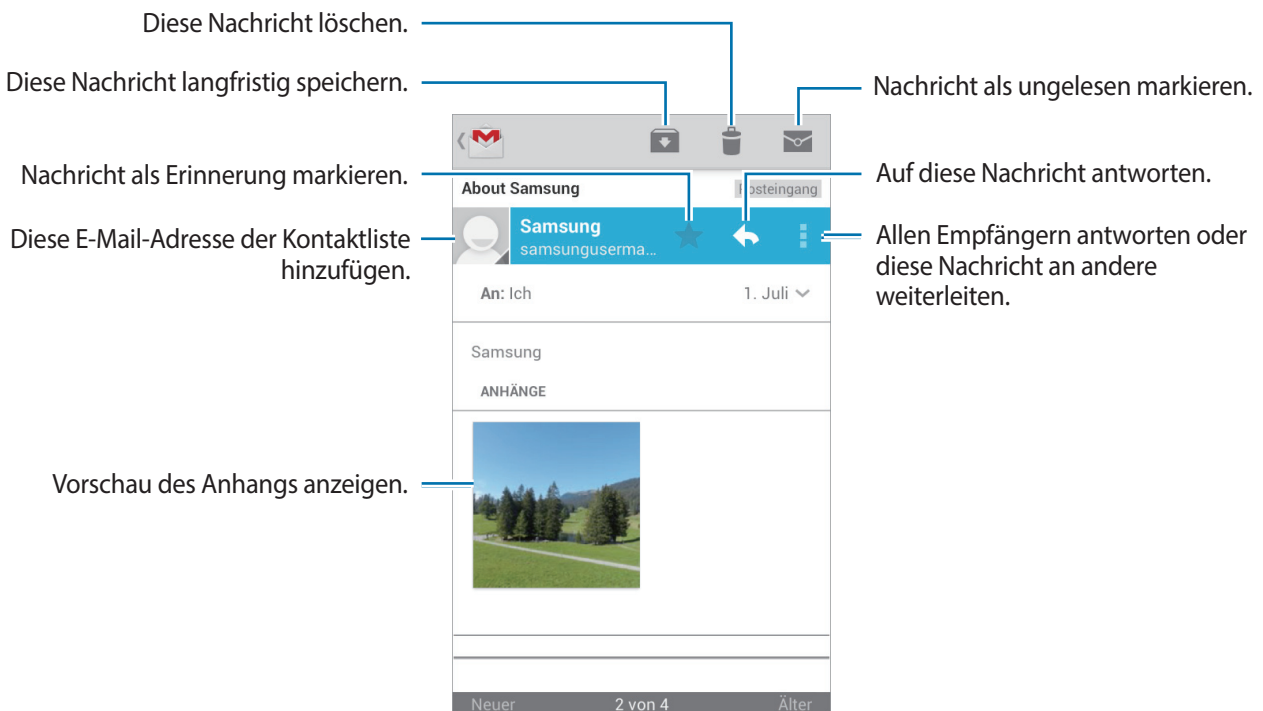 Diese Nachricht löschen.
Diese Nachricht langfristig speichern.
Nachricht als ungelesen markieren.
Nachricht als Erinnerung markieren.
Auf diese Nachricht antworten.
Diese E-Mail-Adresse der Kontaktliste
hinzufügen.
Allen Empfängern antworten oder
diese Nachricht an andere
weiterleiten.
Vorschau des Anhangs anzeigen.
About Samsung
Posteingang
Samsung
samsunguserma...
An: Ich
1. Juli
Samsung
ANHÄNGE
Neuer
2 von 4
Älter